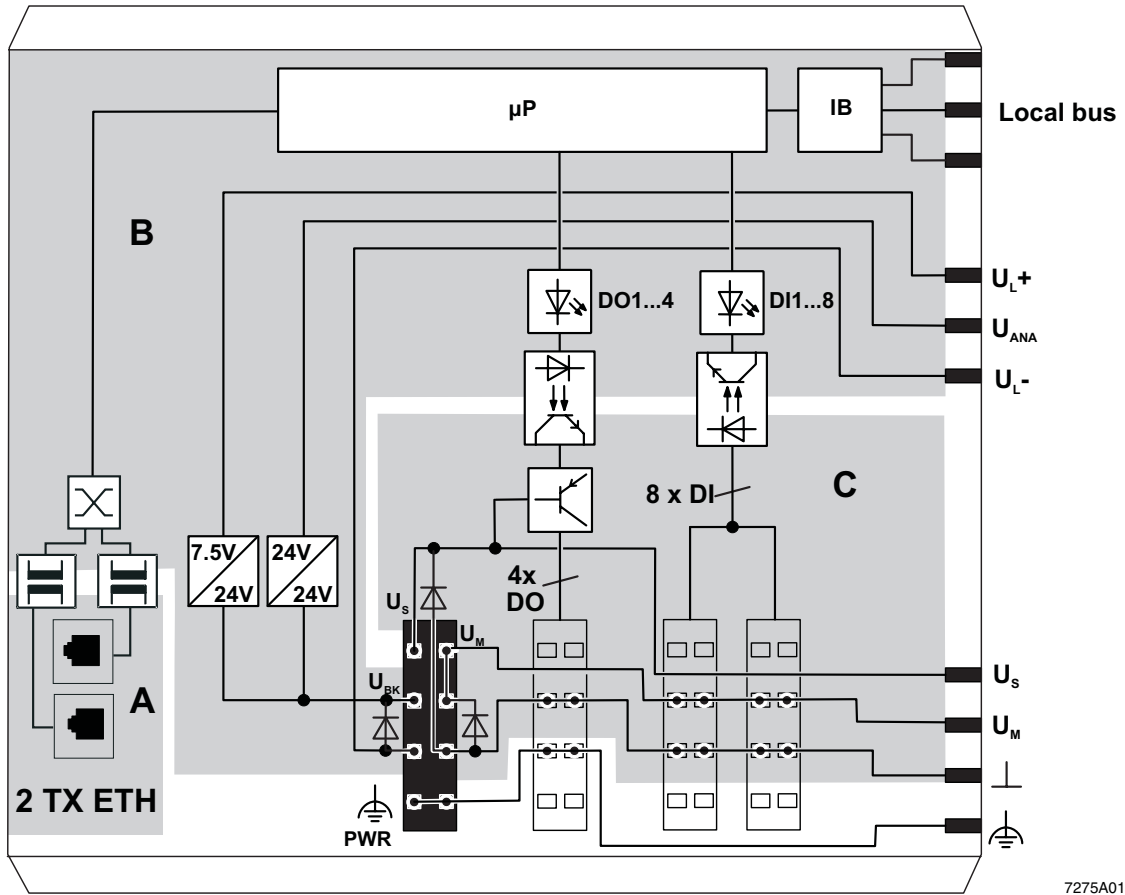 µP
IB
Local bus
B
U_L+
DO1...4
DI1...8
U_ANA
U_L-
8 x DI
C
7.5V
24V
24V
24V
4x
DO
U_S
U_M
U_BK
U_S
A
U_M
⊥
2 TX ETH
PWR
7275A01